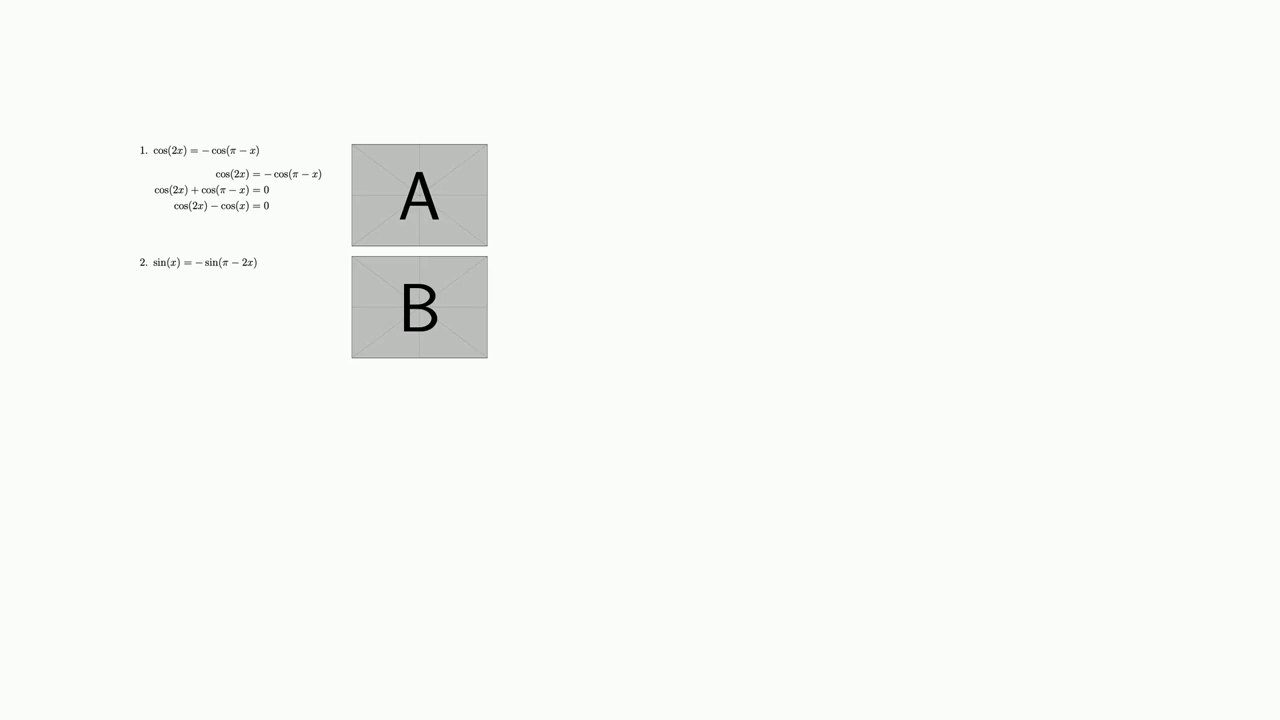 1. cos(2x) = − cos(π − x)
cos(2x) = − cos(π − x)
cos(2x) + cos(π − x) = 0
cos(2x) − cos(x) = 0
A
2. sin(x) = − sin(π − 2x)
B